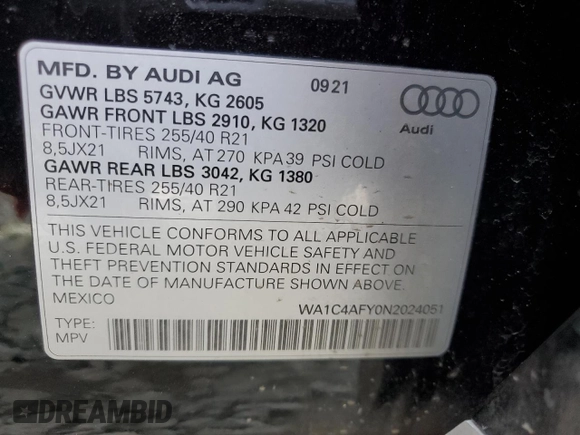 MFD. BY AUDI AG 09 21
GVWR LBS 5743, KG 2605
GAWR FRONT LBS 2910, KG 1320
Audi
FRONT-TIRES 255/40 R21
8,5JX21 RIMS, AT 270 KPA 39 PSI COLD
GAWR REAR LBS 3042, KG 1380
REAR-TIRES 255/40 R21
8,5JX21 RIMS, AT 290 KPA 42 PSI COLD
THIS VEHICLE CONFORMS TO ALL APPLICABLE
U.S. FEDERAL MOTOR VEHICLE SAFETY AND
THEFT PREVENTION STANDARDS IN EFFECT ON
THE DATE OF MANUFACTURE SHOWN ABOVE.
MEXICO WA1C4AFY0N2024051
TYPE:
MPV
DREAMBID